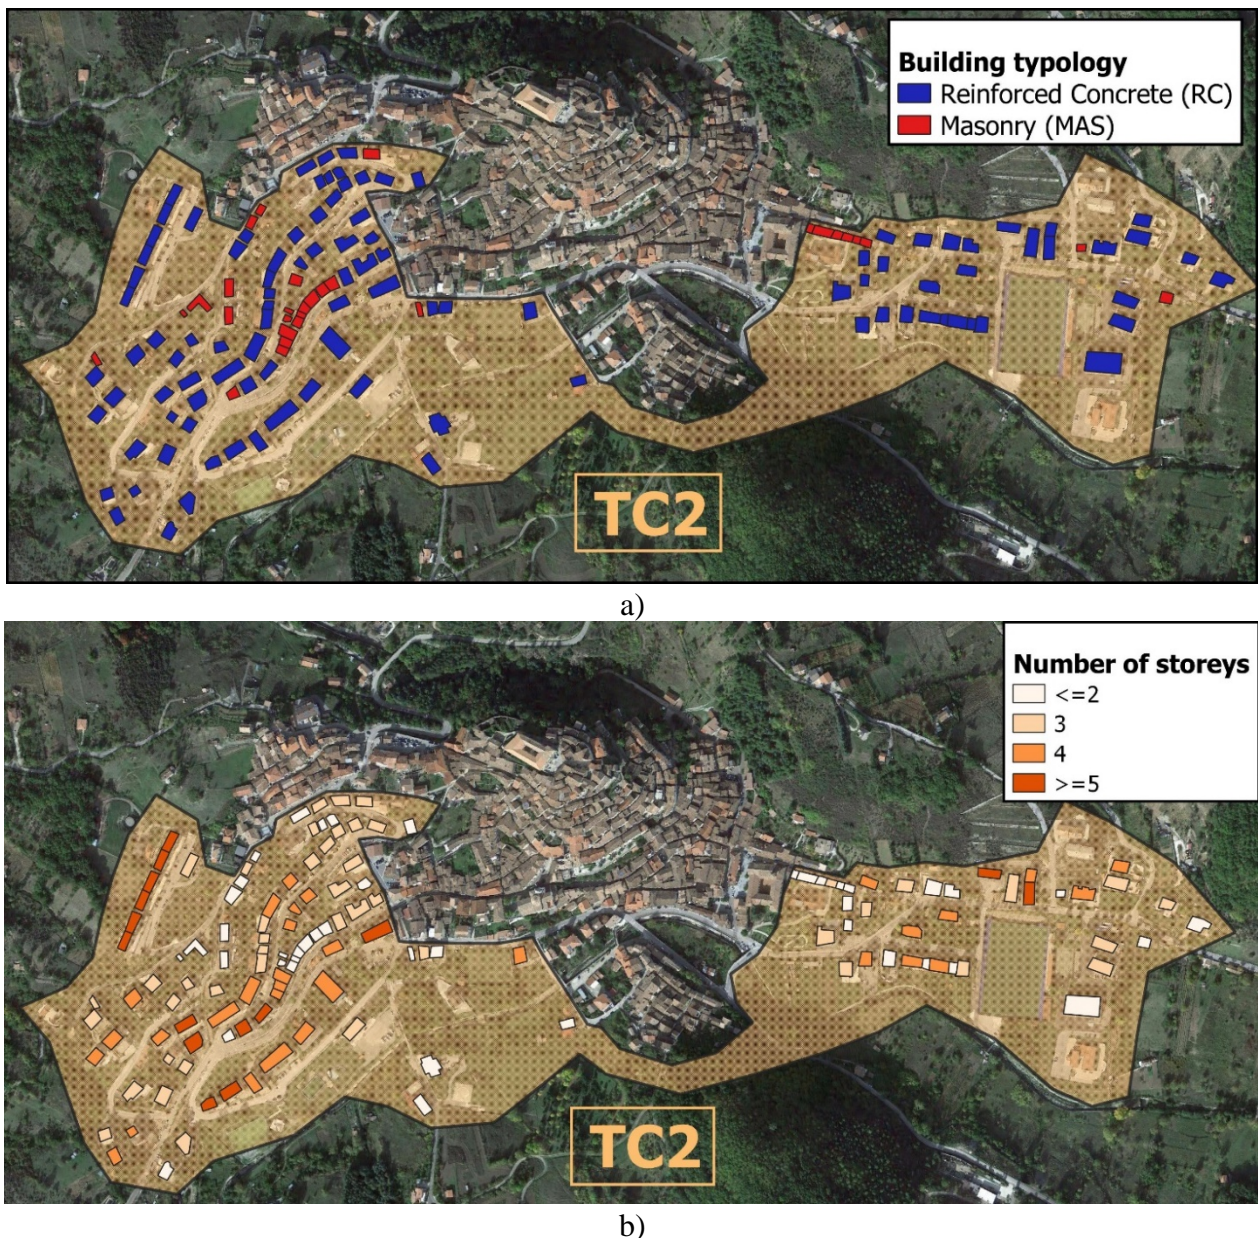 Building typology
Reinforced Concrete (RC)
Masonry (MAS)
TC2
a)
Number of storeys
<=2
3
4
>=5
TC2
b)